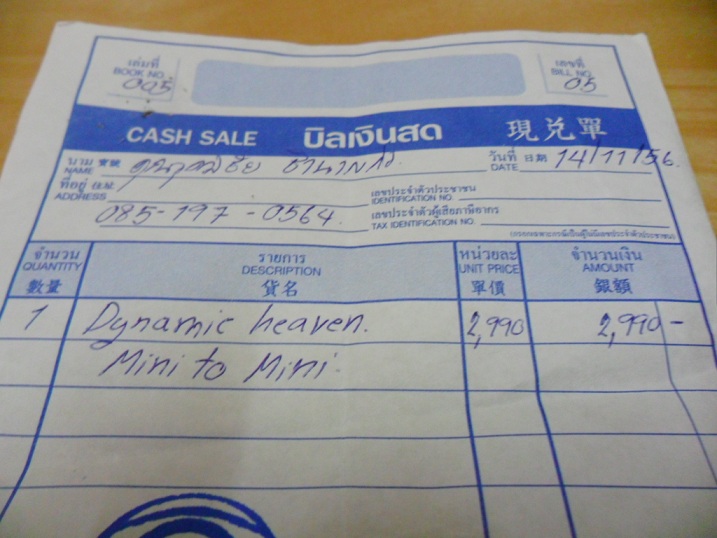 เล่มที่
BOOK NO.
005
เลขที่
BILL NO.
05
CASH SALE บิลเงินสด 現兌單
นาม 寶號
NAME
วันที่ 日期 14/11/56.
DATE
ที่อยู่ 住址
ADDRESS
เลขประจำตัวประชาชน
IDENTIFICATION NO.
085-197-0564.
เลขประจำตัวผู้เสียภาษีอากร
TAX IDENTIFICATION NO.
จำนวน รายการ หน่วยละ จำนวนเงิน
QUANTITY DESCRIPTION UNIT PRICE AMOUNT
數量 貨名 單價 銀額
1 Dynamic heaven. 2,990 2,990-
Mini to Mini.